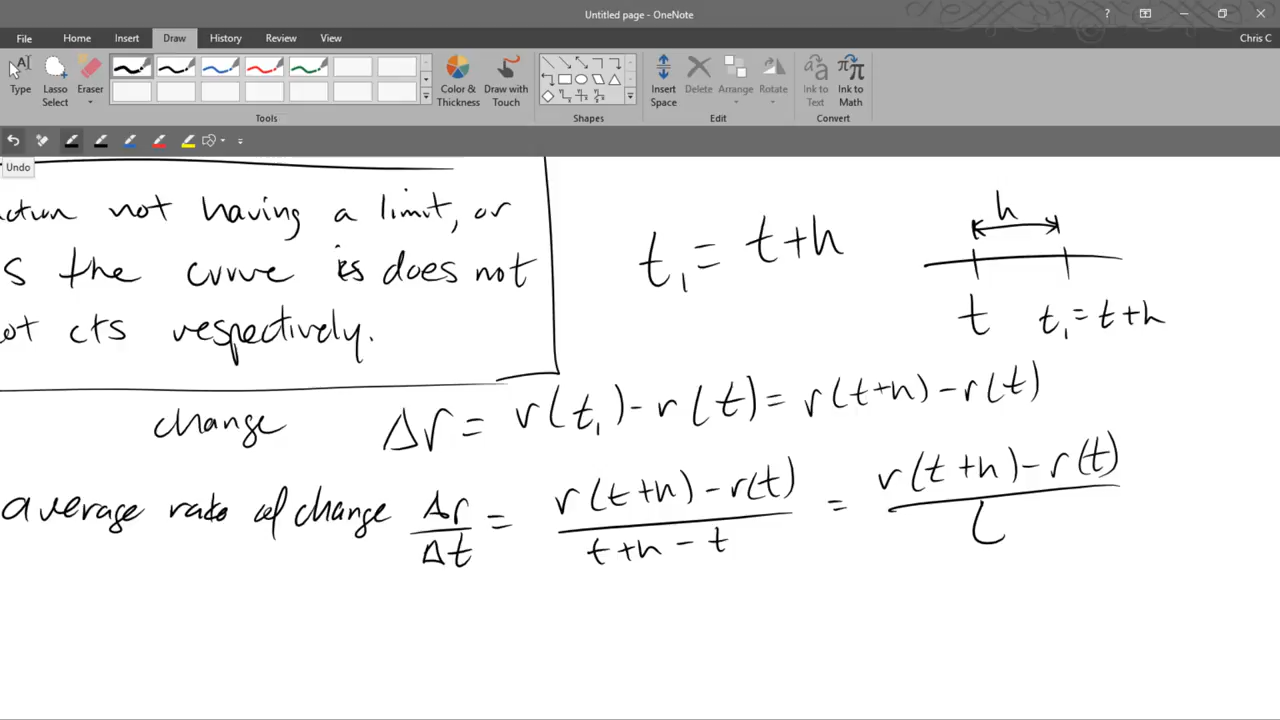 Untitled page - OneNote
?
Chris C
File Home Insert Draw History Review View
Type Lasso Select Eraser Color & Thickness Draw with Touch Insert Space Delete Arrange Rotate Ink to Text Ink to Math
Tools Shapes Edit Convert
Undo
ction not having a limit, or
s the curve is does not
ot cts respectively.
t₁ = t+h
h
t t₁ = t+h
change Δr = r(t₁) - r(t) = r(t+h) - r(t)
average rate of change Δr/Δt = (r(t+h) - r(t))/(t+h - t) = (r(t+h) - r(t))/